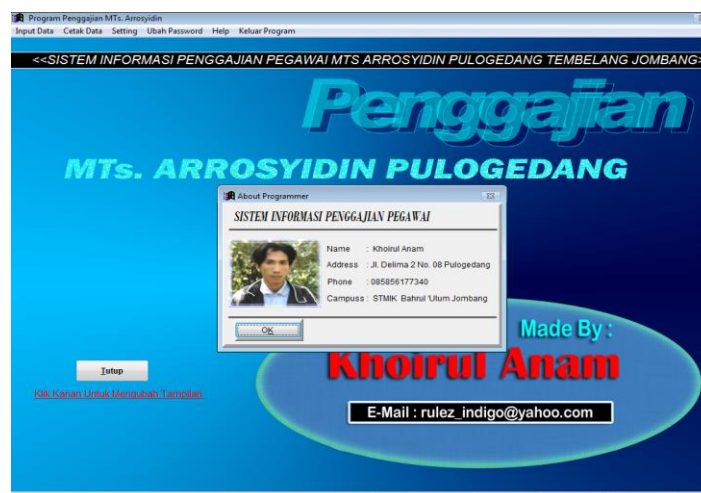 Program Penggajian MTs. Arrosyidin
Input Data Cetak Data Setting Ubah Password Help Keluar Program
<<SISTEM INFORMASI PENGGAJIAN PEGAWAI MTS ARROSYIDIN PULOGEDANG TEMBELANG JOMBANG>
Penggajian
MTs. ARROSYIDIN PULOGEDANG
About Programmer
SISTEM INFORMASI PENGGAJIAN PEGAWAI
Name : Khoirul Anam
Address : Jl. Delima 2 No. 08 Pulogedang
Phone : 085856177340
Campuss : STMIK Bahrul 'Ulum Jombang
OK
Made By :
Khoirul Anam
Tutup
Klik Kanan Untuk Mengubah Tampilan
E-Mail : rulez_indigo@yahoo.com